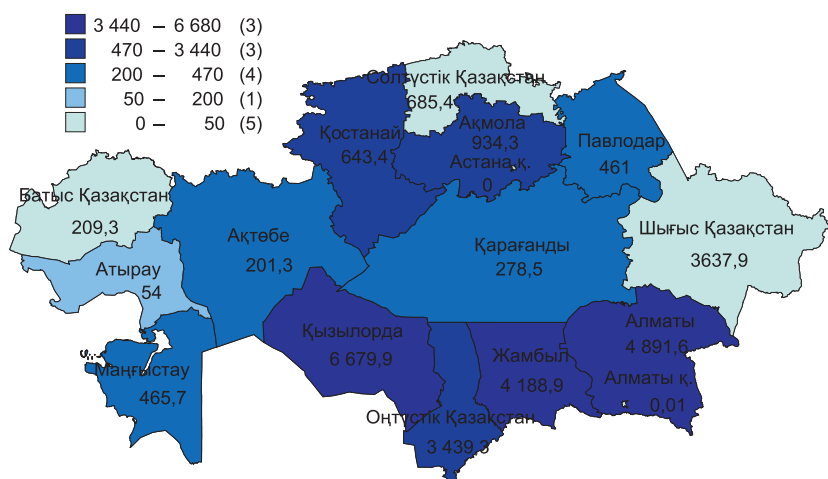 3 440 – 6 680 (3)
470 – 3 440 (3)
200 – 470 (4)
50 – 200 (1)
0 – 50 (5)
Солтүстік Қазақстан
685,4
Қостанай
643,4
Ақмола
934,3
Астана қ.
0
Павлодар
461
Батыс Қазақстан
209,3
Ақтөбе
201,3
Қарағанды
278,5
Шығыс Қазақстан
3637,9
Атырау
54
Қызылорда
6 679,9
Жамбыл
4 188,9
Алматы
4 891,6
Алматы қ.
0,01
Маңғыстау
465,7
Оңтүстік Қазақстан
3 439,3